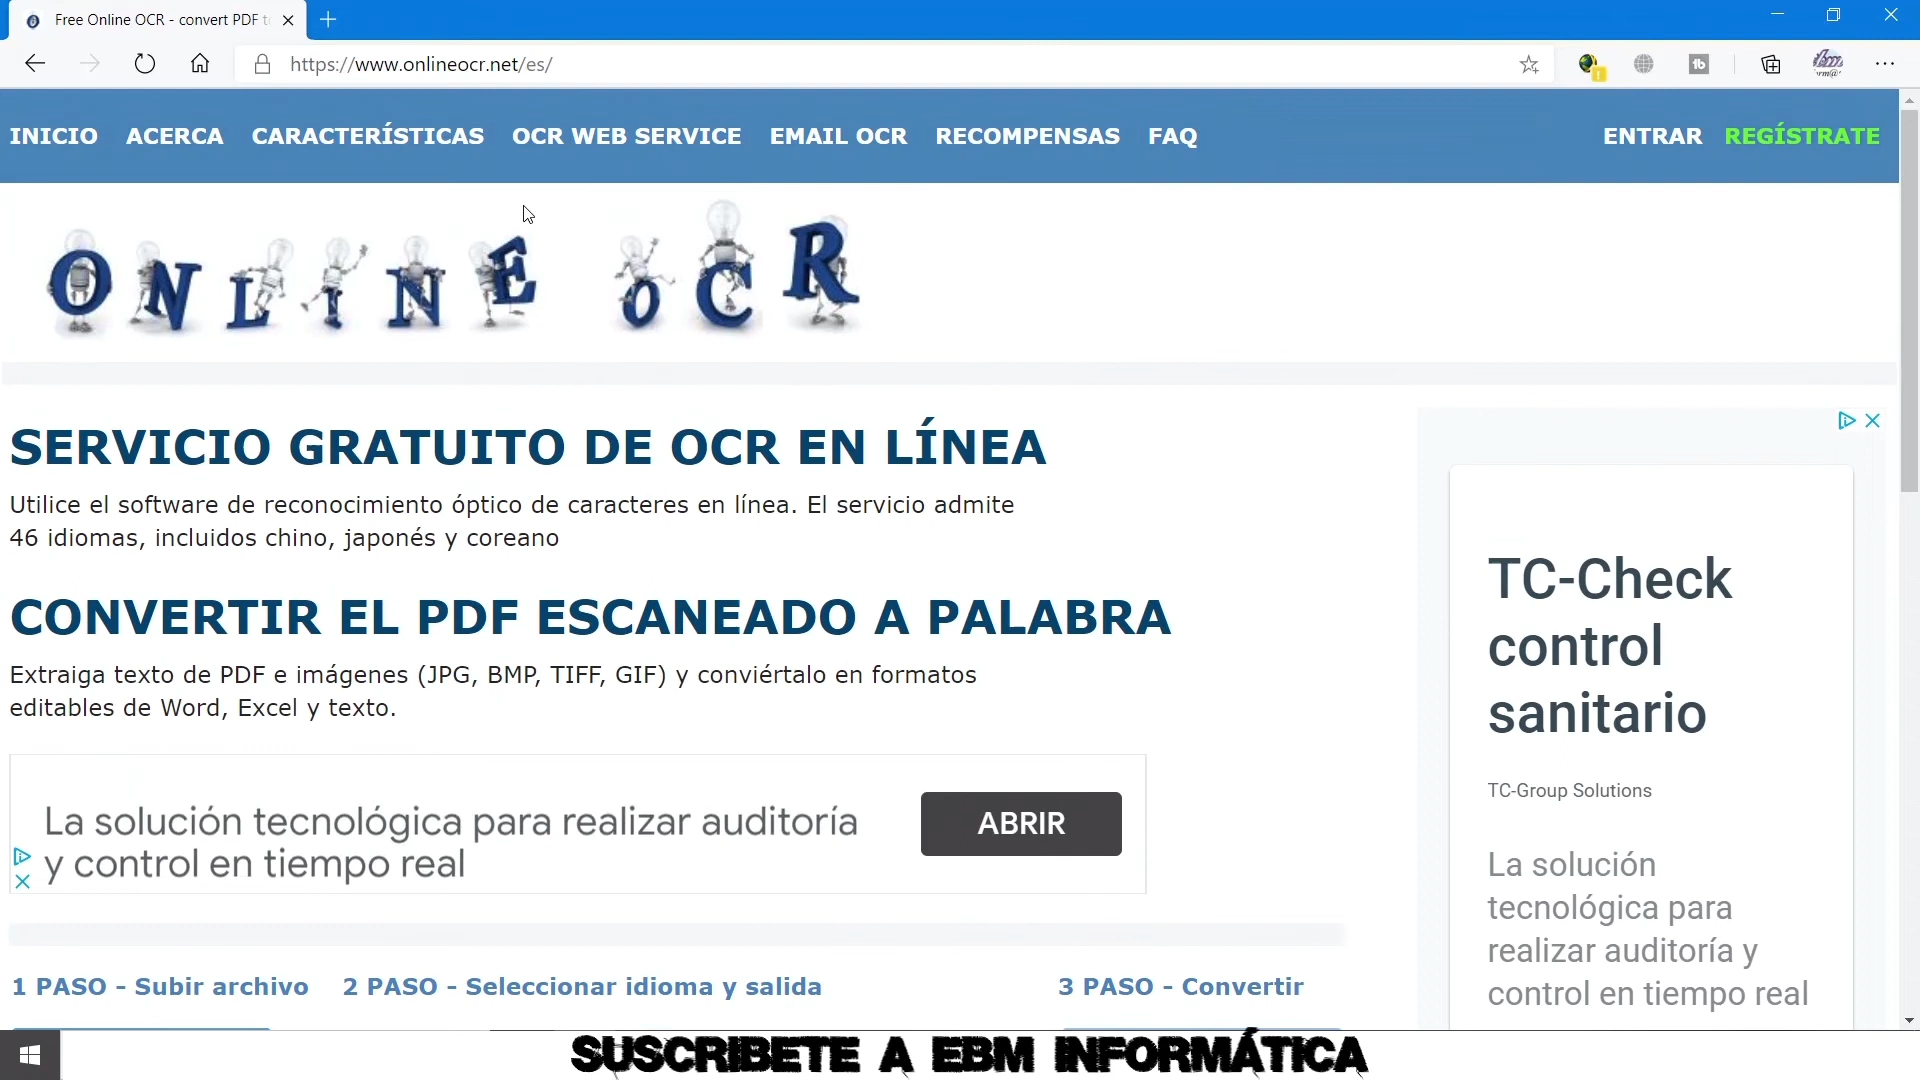 Free Online OCR - convert PDF t
https://www.onlineocr.net/es/
INICIO ACERCA CARACTERÍSTICAS OCR WEB SERVICE EMAIL OCR RECOMPENSAS FAQ ENTRAR REGÍSTRATE
ONLINE OCR
SERVICIO GRATUITO DE OCR EN LÍNEA
Utilice el software de reconocimiento óptico de caracteres en línea. El servicio admite
46 idiomas, incluidos chino, japonés y coreano
CONVERTIR EL PDF ESCANEADO A PALABRA
Extraiga texto de PDF e imágenes (JPG, BMP, TIFF, GIF) y conviértalo en formatos
editables de Word, Excel y texto.
La solución tecnológica para realizar auditoría
y control en tiempo real
ABRIR
TC-Check
control
sanitario
TC-Group Solutions
La solución
tecnológica para
realizar auditoría y
control en tiempo real
1 PASO - Subir archivo 2 PASO - Seleccionar idioma y salida 3 PASO - Convertir
SUSCRIBETE A EBM INFORMÁTICA